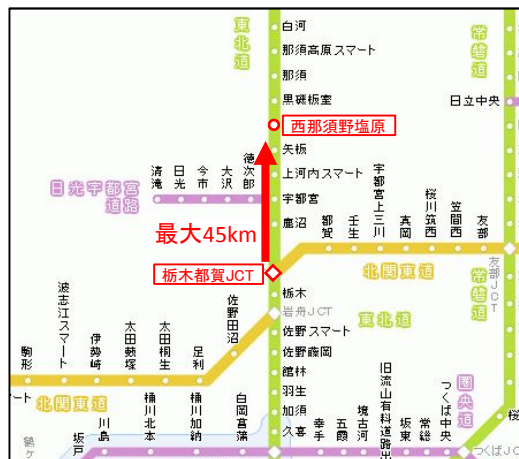 東北道
白河
那須高原スマート
那須
黒磯板室
西那須野塩原
矢板
上河内スマート
宇都宮
鹿沼
栃木都賀JCT
栃木
岩舟JCT
佐野スマート
佐野藤岡
館林
羽生
加須
久喜
最大45km
日光宇都宮道路
清滝
日光
今市
大沢
徳次郎
常磐道
日立中央
都賀
壬生
宇都宮上三川
真岡
桜川筑西
笠間西
友部
友部JCT
北関東道
常磐道
東北道
佐野田沼
足利
太田桐生
太田藪塚
伊勢崎
波志江スマート
駒形
北関東道
坂戸
川島
桶川北本
桶川加納
白岡菖蒲
幸手
五霞
境古河
旧流山有料道路出
坂東
常総
つくば中央
圏央道
つくばJC
桜
鶴ヶ
ート